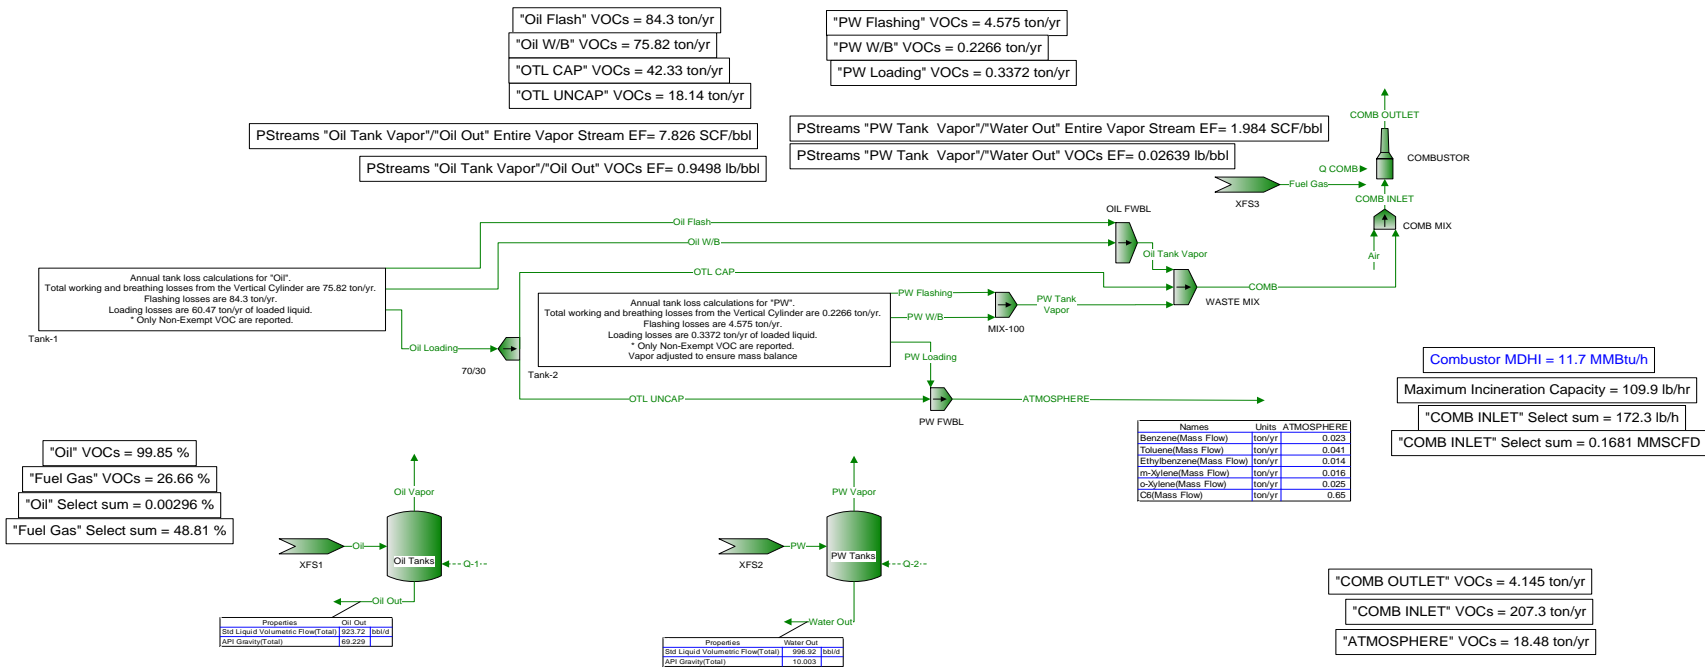 "Oil Flash" VOCs = 84.3 ton/yr
"Oil W/B" VOCs = 75.82 ton/yr
"OTL CAP" VOCs = 42.33 ton/yr
"OTL UNCAP" VOCs = 18.14 ton/yr
"PW Flashing" VOCs = 4.575 ton/yr
"PW W/B" VOCs = 0.2266 ton/yr
"PW Loading" VOCs = 0.3372 ton/yr
PStreams "Oil Tank Vapor"/"Oil Out" Entire Vapor Stream EF= 7.826 SCF/bbl
PStreams "Oil Tank Vapor"/"Oil Out" VOCs EF= 0.9498 lb/bbl
PStreams "PW Tank  Vapor"/"Water Out" Entire Vapor Stream EF= 1.984 SCF/bbl
PStreams "PW Tank  Vapor"/"Water Out" VOCs EF= 0.02639 lb/bbl
COMB OUTLET
COMBUSTOR
Q COMB
Fuel Gas
XFS3
COMB INLET
COMB MIX
Air
Oil Flash
OIL FWBL
Oil W/B
Oil Tank Vapor
OTL CAP
COMB
WASTE MIX
Annual tank loss calculations for "Oil".
Total working and breathing losses from the Vertical Cylinder are 75.82 ton/yr.
Flashing losses are 84.3 ton/yr.
Loading losses are 60.47 ton/yr of loaded liquid.
* Only Non-Exempt VOC are reported.
Tank-1
Oil Loading
70/30
Annual tank loss calculations for "PW".
Total working and breathing losses from the Vertical Cylinder are 0.2266 ton/yr.
Flashing losses are 4.575 ton/yr.
Loading losses are 0.3372 ton/yr of loaded liquid.
* Only Non-Exempt VOC are reported.
Vapor adjusted to ensure mass balance
Tank-2
PW Flashing
PW W/B
MIX-100
PW Tank
Vapor
PW Loading
OTL UNCAP
PW FWBL
ATMOSPHERE
Combustor MDHI = 11.7 MMBtu/h
Maximum Incineration Capacity = 109.9 lb/hr
"COMB INLET" Select sum = 172.3 lb/h
"COMB INLET" Select sum = 0.1681 MMSCFD
Names Units ATMOSPHERE
Benzene(Mass Flow) ton/yr 0.023
Toluene(Mass Flow) ton/yr 0.041
Ethylbenzene(Mass Flow) ton/yr 0.014
m-Xylene(Mass Flow) ton/yr 0.016
o-Xylene(Mass Flow) ton/yr 0.025
C6(Mass Flow) ton/yr 0.65
"Oil" VOCs = 99.85 %
"Fuel Gas" VOCs = 26.66 %
"Oil" Select sum = 0.00296 %
"Fuel Gas" Select sum = 48.81 %
Oil Vapor
Oil
XFS1
Oil Tanks
Q-1
Oil Out
Properties Oil Out
Std Liquid Volumetric Flow(Total) 923.72 bbl/d
API Gravity(Total) 69.229
PW Vapor
PW
XFS2
PW Tanks
Q-2
Water Out
Properties Water Out
Std Liquid Volumetric Flow(Total) 996.92 bbl/d
API Gravity(Total) 10.003
"COMB OUTLET" VOCs = 4.145 ton/yr
"COMB INLET" VOCs = 207.3 ton/yr
"ATMOSPHERE" VOCs = 18.48 ton/yr